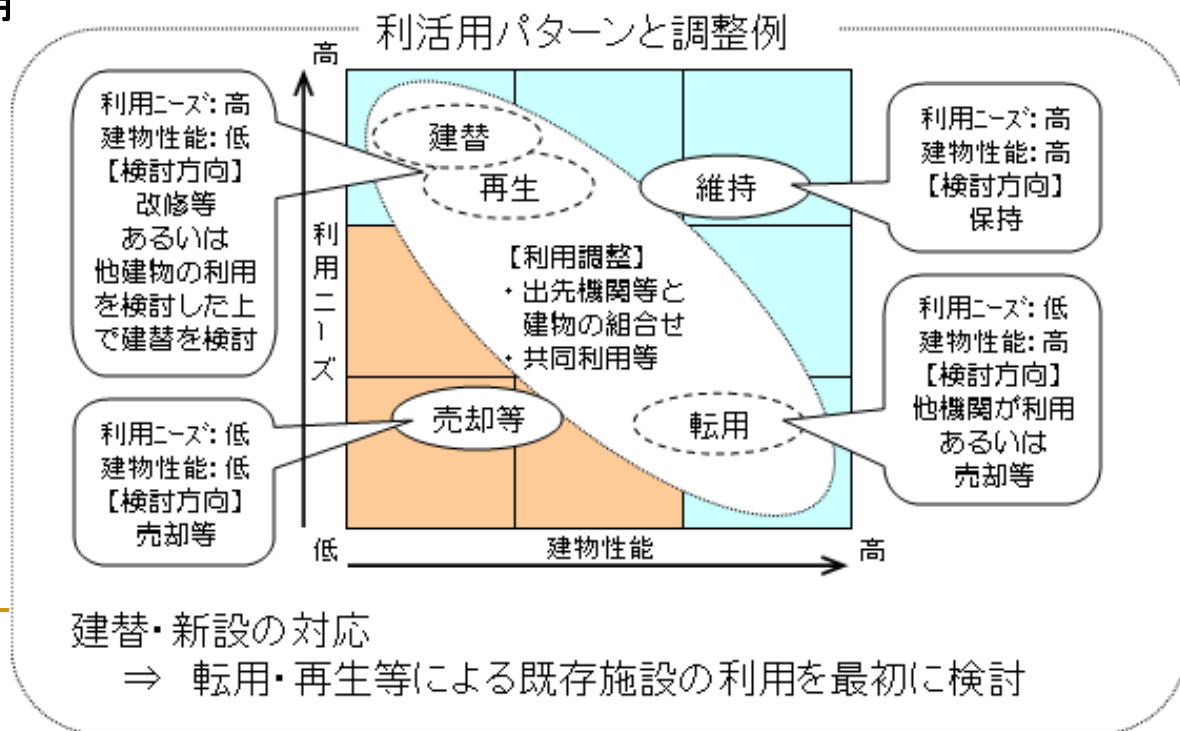 用
利活用パターンと調整例
高
利用ﾆｰｽﾞ: 高
建物性能: 低
【検討方向】
改修等
あるいは
他建物の利用
を検討した上
で建替を検討
利用ﾆｰｽﾞ: 低
建物性能: 低
【検討方向】
売却等
利用ニーズ
建替
再生
維持
【利用調整】
・出先機関等と
建物の組合せ
・共同利用等
売却等
転用
利用ﾆｰｽﾞ: 高
建物性能: 高
【検討方向】
保持
利用ﾆｰｽﾞ: 低
建物性能: 高
【検討方向】
他機関が利用
あるいは
売却等
低
建物性能
高
建替・新設の対応
⇒ 転用・再生等による既存施設の利用を最初に検討